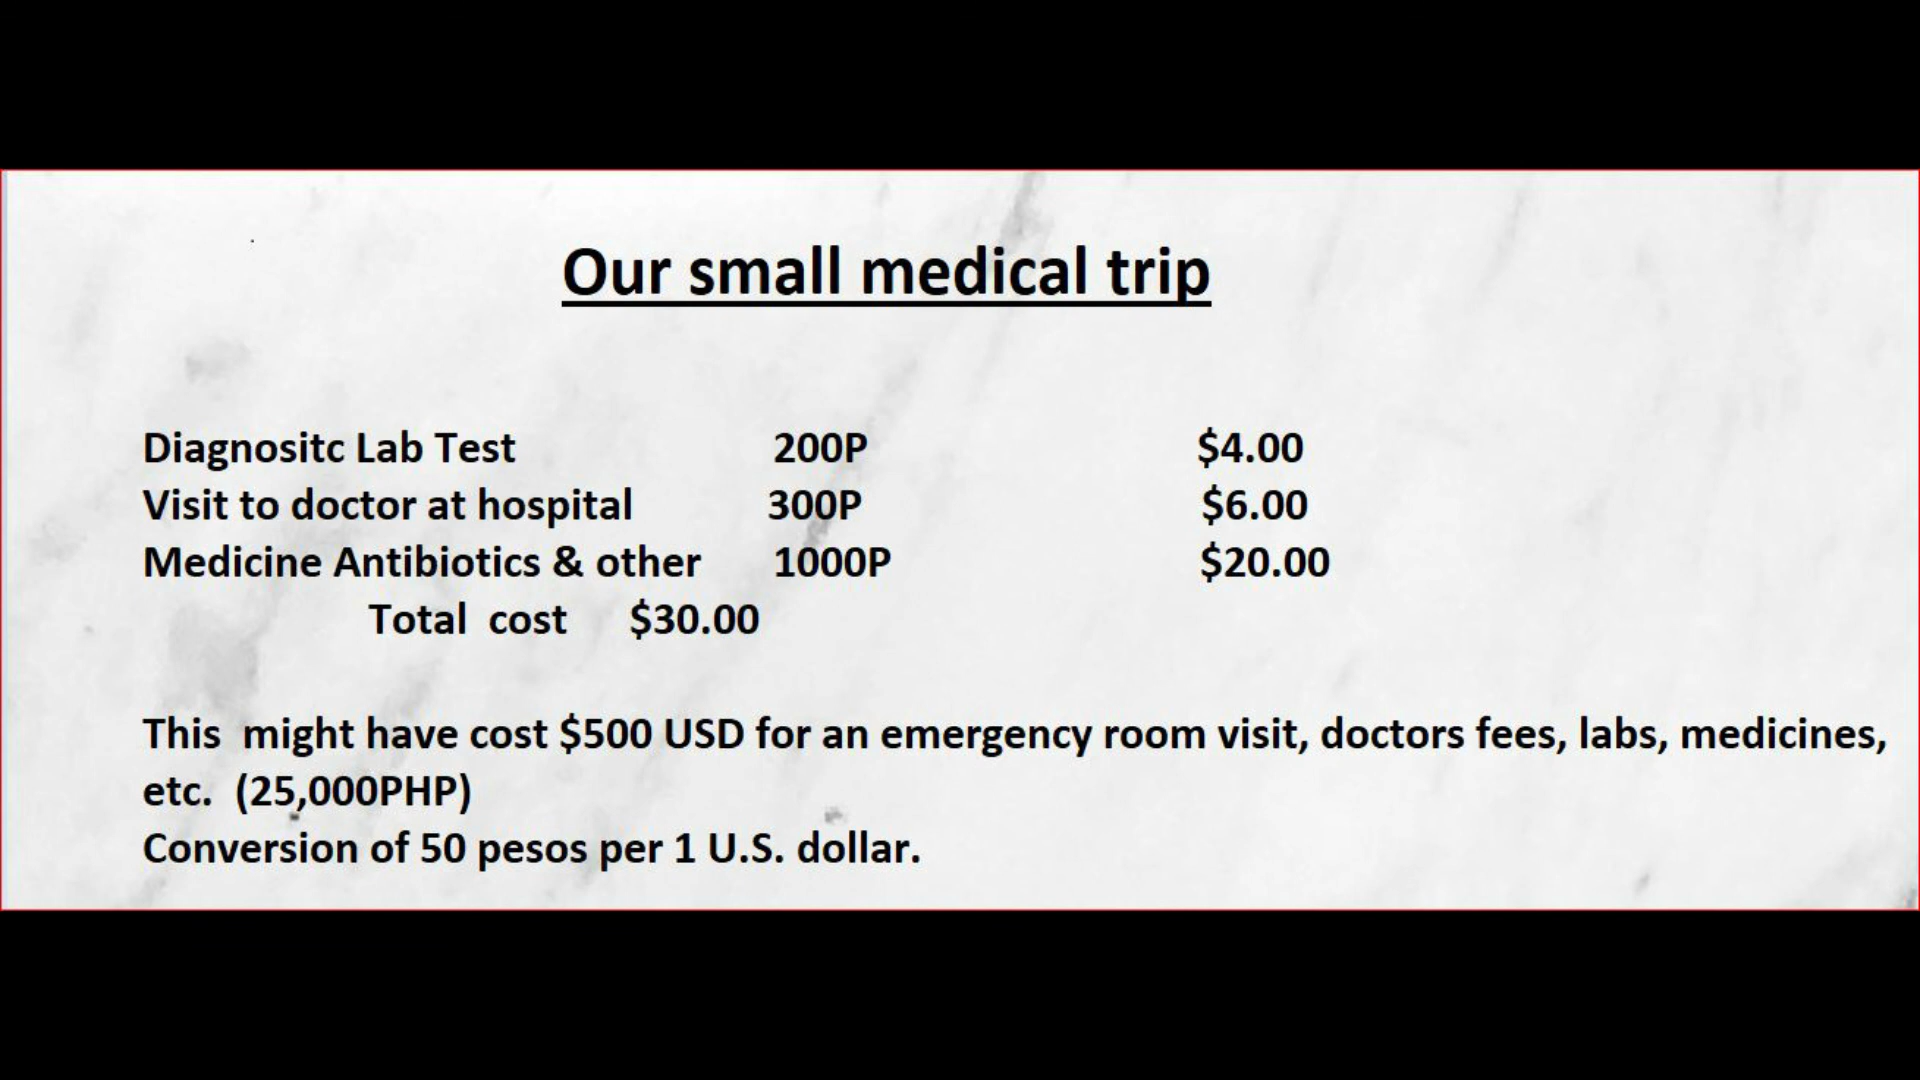 Our small medical trip
Diagnositc Lab Test 200P $4.00
Visit to doctor at hospital 300P $6.00
Medicine Antibiotics & other 1000P $20.00
Total cost $30.00
This might have cost $500 USD for an emergency room visit, doctors fees, labs, medicines,
etc. (25,000PHP)
Conversion of 50 pesos per 1 U.S. dollar.